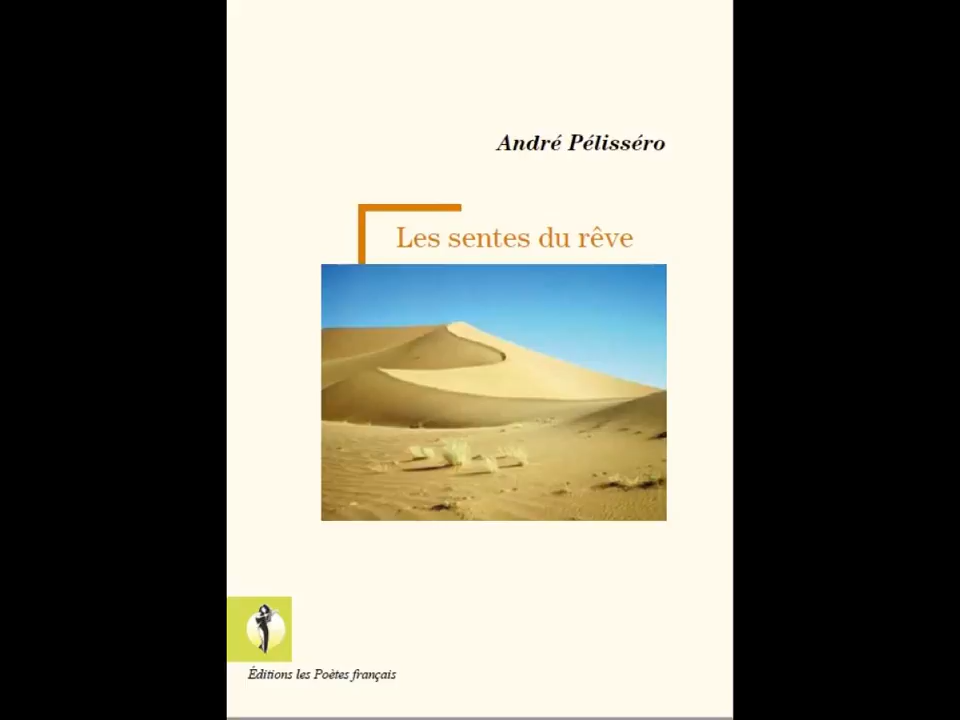 André Pélisséro
Les sentes du rêve
Éditions les Poètes français